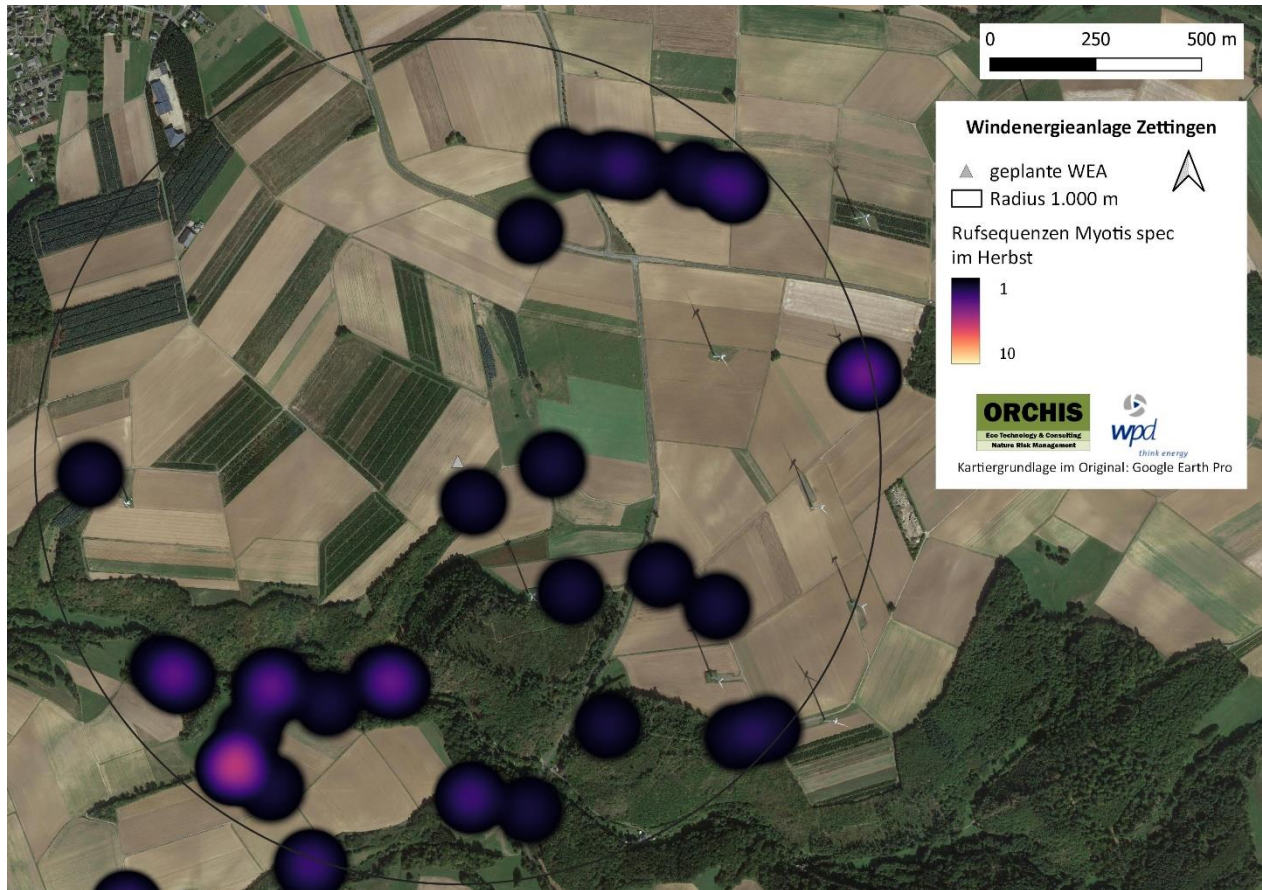 0 250 500 m
Windenergieanlage Zettingen
geplante WEA
Radius 1.000 m
Rufsequenzen Myotis spec
im Herbst
1
10
ORCHIS
Eco Technology & Consulting
Nature Risk Management
wpd
think energy
Kartiergrundlage im Original: Google Earth Pro